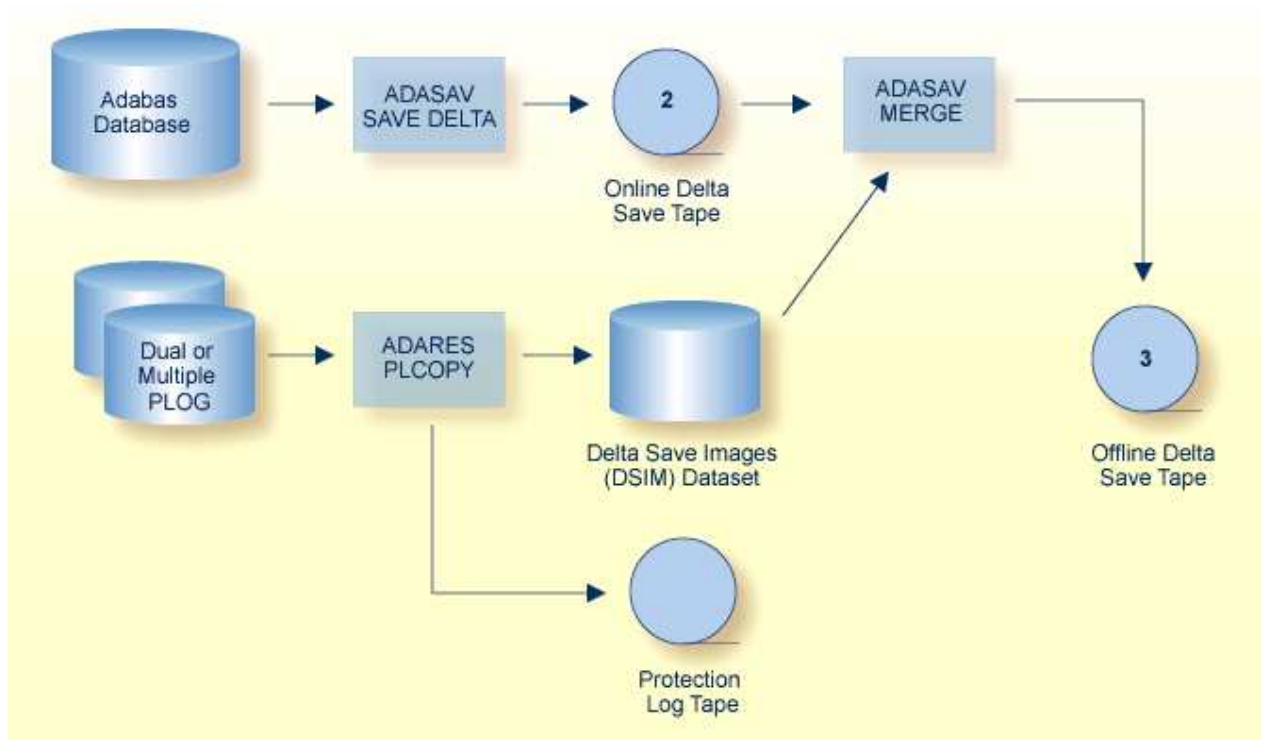 Adabas
Database
ADASAV
SAVE DELTA
2
Online Delta
Save Tape
ADASAV
MERGE
Dual or
Multiple
PLOG
ADARES
PLCOPY
Delta Save Images
(DSIM) Dataset
3
Offline Delta
Save Tape
Protection
Log Tape